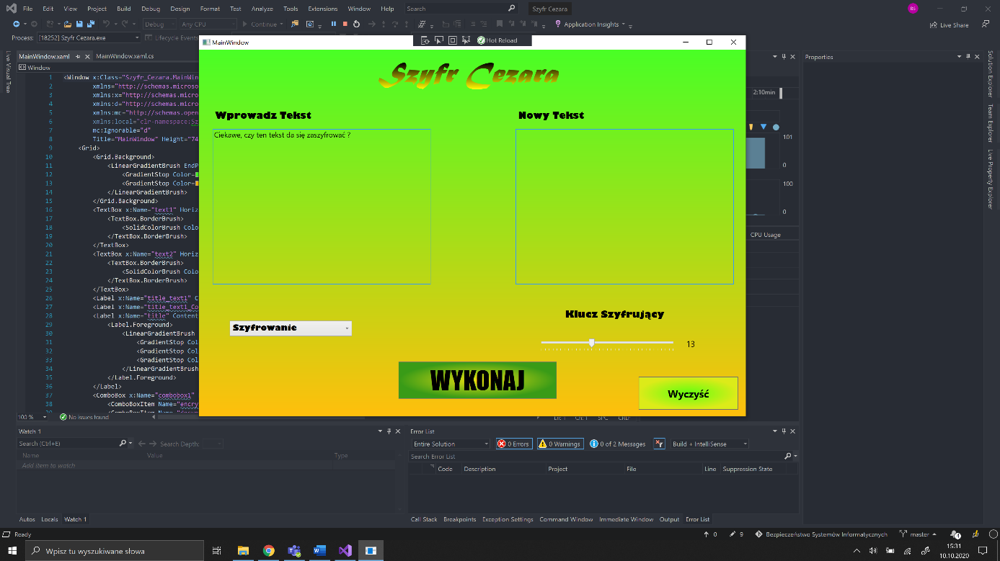 File Edit View Project Build Debug Design Format Test Analyze Tools Extensions Window Help Search Szyfr Cezara BS
Debug Any CPU Continue Application Insights Live Share
Process: [18252] Szyfr Cezara.exe Lifecycle Events
MainWindow Hot Reload
Live Visual Tree
MainWindow.xaml MainWindow.xaml.cs
Window
1 <Window x:Class="Szyfr_Cezara.MainWin
2 xmlns="http://schemas.microso
3 xmlns:x="http://schemas.micro
4 xmlns:d="http://schemas.micro
5 xmlns:mc="http://schemas.open
6 xmlns:local="clr-namespace:Sz
7 mc:Ignorable="d"
8 Title="MainWindow" Height="74
9 <Grid>
10 <Grid.Background>
11 <LinearGradientBrush EndP
12 <GradientStop Color=
13 <GradientStop Color=
14 </LinearGradientBrush>
15 </Grid.Background>
16 <TextBox x:Name="text1" Horiz
17 <TextBox.BorderBrush>
18 <SolidColorBrush Colo
19 </TextBox.BorderBrush>
20 </TextBox>
21 <TextBox x:Name="text2" Horiz
22 <TextBox.BorderBrush>
23 <SolidColorBrush Colo
24 </TextBox.BorderBrush>
25 </TextBox>
26 <Label x:Name="title_text1" C
27 <Label x:Name="title_text1_Co
28 <Label x:Name="title" Content
29 <Label.Foreground>
30 <LinearGradientBrush
31 <GradientStop Col
32 <GradientStop Col
33 <GradientStop Col
34 </LinearGradientBrush
35 </Label.Foreground>
36 </Label>
37 <ComboBox x:Name="combobox1"
38 <ComboBoxItem Name="encry
100 % No issues found
Szyfr Cezara
Wprowadz Tekst
Nowy Tekst
Ciekawe, czy ten tekst da się zaszyfrować ?
Szyfrowanie
Klucz Szyfrujący
13
WYKONAJ
Wyczyść
2:10min
101
0
100
0
CPU Usage
Properties
Solution Explorer
Team Explorer
Live Property Explorer
Ln: 1 Ch: 1 SPC CRLF
Watch 1
Search (Ctrl+E) Search Depth:
Name Value Type
Add item to watch
Autos Locals Watch 1
Error List
Entire Solution 0 Errors 0 Warnings 0 of 2 Messages Build + IntelliSense
Search Error List
Code Description Project File Line Suppression State
Call Stack Breakpoints Exception Settings Command Window Immediate Window Output Error List
Ready 0 9 Bezpieczeństwo Systemów Informatycznych master
Wpisz tu wyszukiwane słowa
15:31
10.10.2020